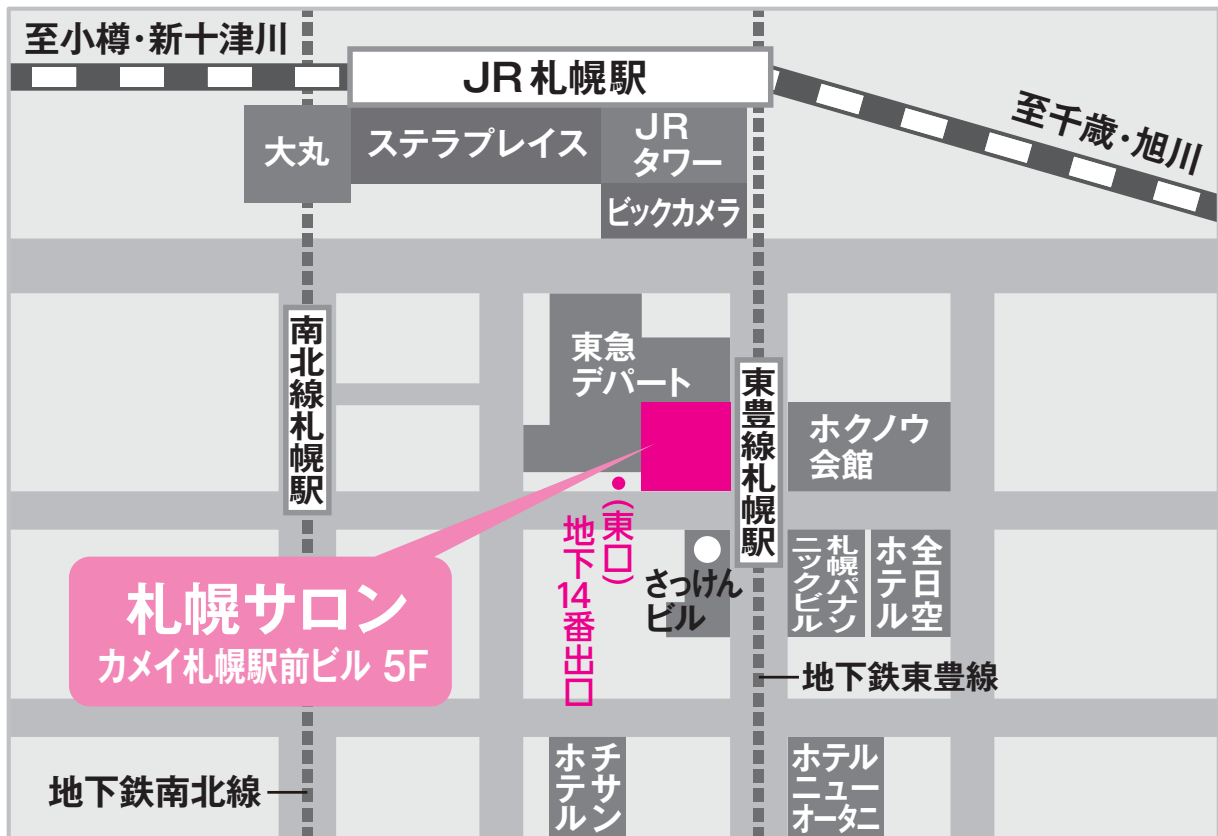 至小樽・新十津川
JR札幌駅
至千歳・旭川
大丸
ステラプレイス
JR
タワー
ビックカメラ
南北線札幌駅
東急
デパート
東豊線札幌駅
ホクノウ
会館
(東口)
地下14番出口
さっけん
ビル
札幌パナソ
ニックビル
全日空
ホテル
札幌サロン
カメイ札幌駅前ビル 5F
地下鉄東豊線
地下鉄南北線
チサン
ホテル
ホテル
ニュー
オータニ